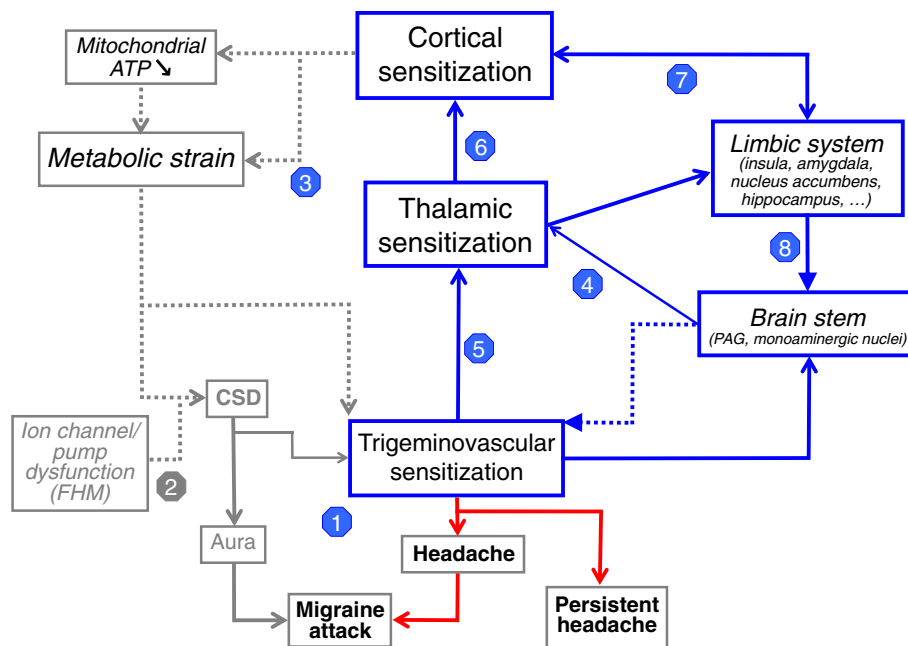 Mitochondrial
ATP ↘
Cortical
sensitization
7
Metabolic strain
3
6
Limbic system
(insula, amygdala,
nucleus accumbens,
hippocampus, …)
Thalamic
sensitization
8
4
Brain stem
(PAG, monoaminergic nuclei)
5
CSD
Ion channel/
pump
dysfunction
(FHM)
2
Trigeminovascular
sensitization
1
Aura
Headache
Migraine
attack
Persistent
headache